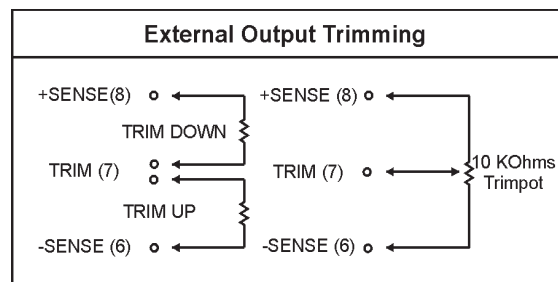 External Output Trimming
+SENSE(8)
TRIM DOWN
TRIM (7)
TRIM UP
-SENSE (6)
+SENSE (8)
TRIM (7)
10 KOhms
Trimpot
-SENSE (6)